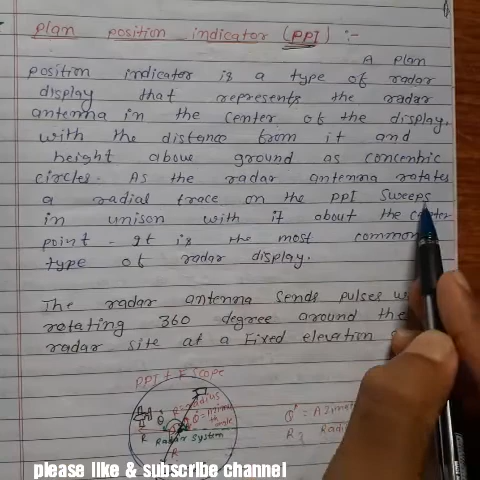 plan position indicator (PPI) :-
A plan
position indicator is a type of radar
display that represents the radar
antenna in the center of the display,
with the distance from it and
height above ground as concentric
circles. As the radar antenna rotates
a radial trace on the PPI Sweeps
in unison with it about the center
point. It is the most common
type of radar display.
The radar antenna sends pulses
rotating 360 degree around the
radar site at a Fixed elevation
PPI & E SCOPE
R = radius
R
Radar System
R
θ' = A
R
please like & subscribe channel